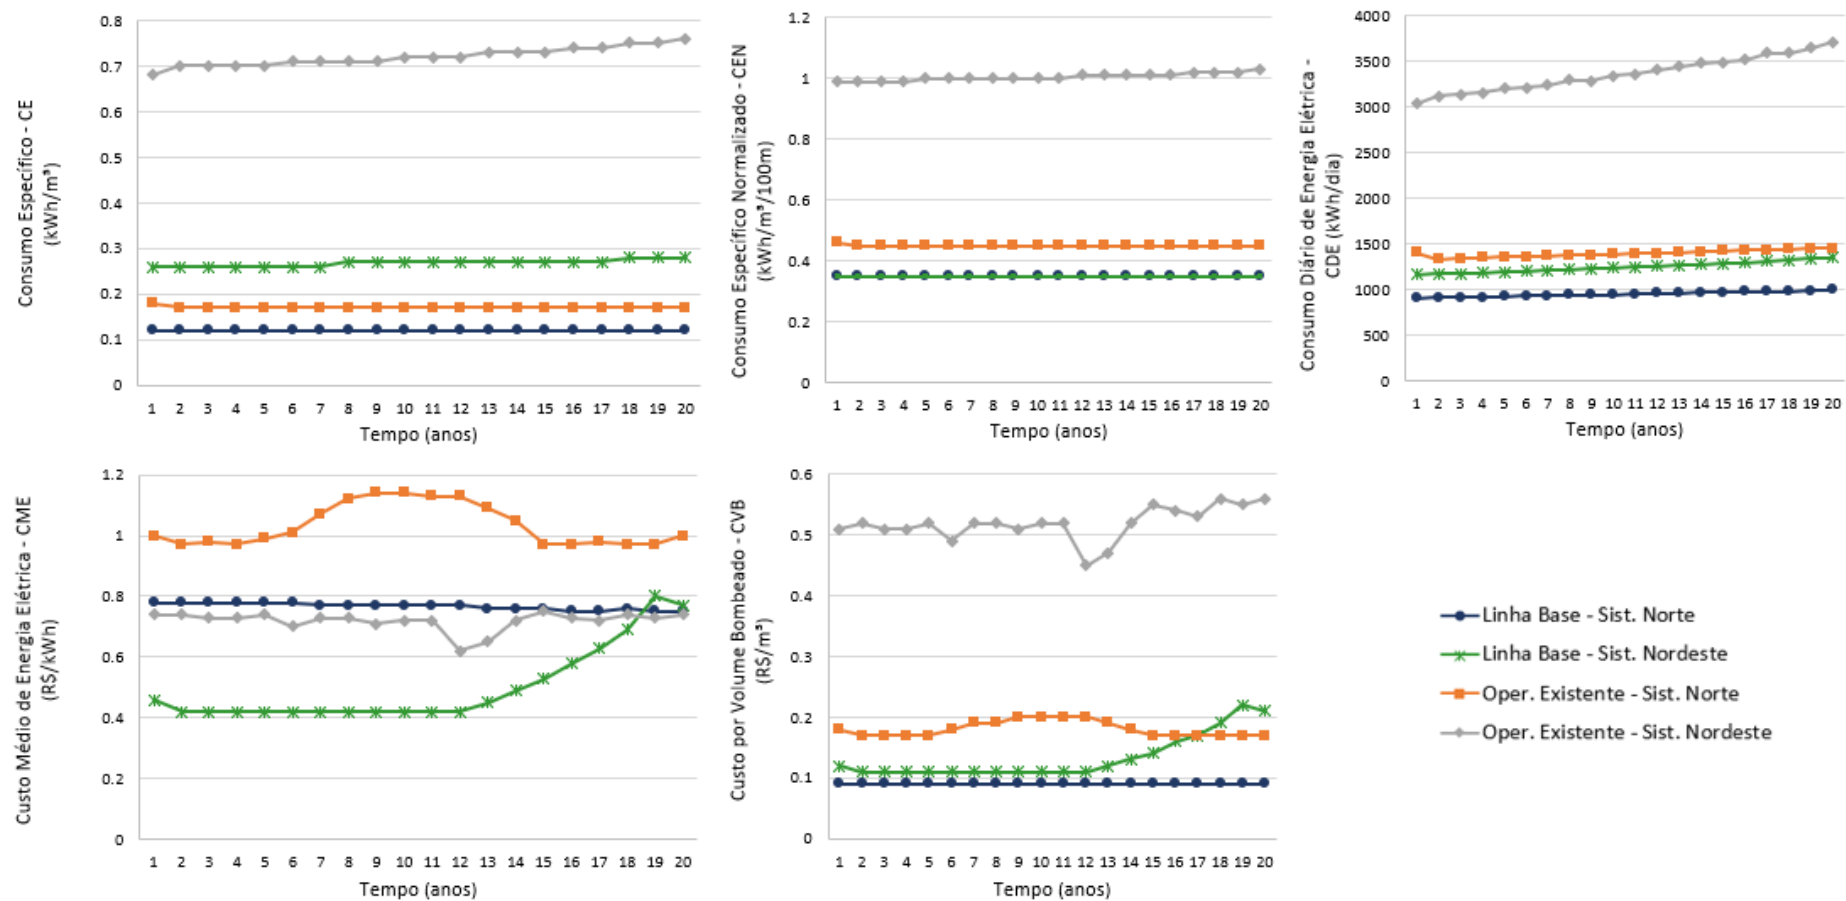 Consumo Específico - CE
(kWh/m³)
0.8
0.7
0.6
0.5
0.4
0.3
0.2
0.1
0
1 2 3 4 5 6 7 8 9 10 11 12 13 14 15 16 17 18 19 20
Tempo (anos)
Consumo Específico Normalizado - CEN
(kWh/m³/100m)
1.2
1
0.8
0.6
0.4
0.2
0
1 2 3 4 5 6 7 8 9 10 11 12 13 14 15 16 17 18 19 20
Tempo (anos)
Consumo Diário de Energia Elétrica -
CDE (kWh/dia)
4000
3500
3000
2500
2000
1500
1000
500
0
1 2 3 4 5 6 7 8 9 10 11 12 13 14 15 16 17 18 19 20
Tempo (anos)
Custo Médio de Energia Elétrica - CME
(R$/kWh)
1.2
1
0.8
0.6
0.4
0.2
0
1 2 3 4 5 6 7 8 9 10 11 12 13 14 15 16 17 18 19 20
Tempo (anos)
Custo por Volume Bombeado - CVB
(R$/m³)
0.6
0.5
0.4
0.3
0.2
0.1
0
1 2 3 4 5 6 7 8 9 10 11 12 13 14 15 16 17 18 19 20
Tempo (anos)
Linha Base - Sist. Norte
Linha Base - Sist. Nordeste
Oper. Existente - Sist. Norte
Oper. Existente - Sist. Nordeste